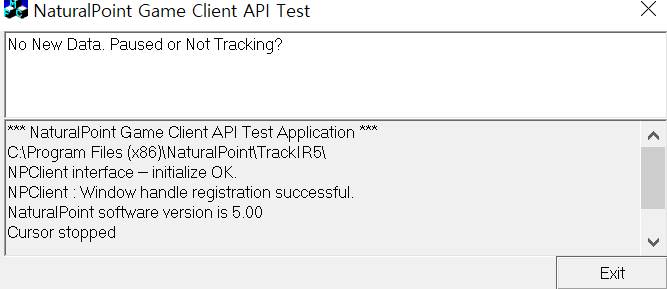 NaturalPoint Game Client API Test
No New Data. Paused or Not Tracking?
*** NaturalPoint Game Client API Test Application ***
C:\Program Files (x86)\NaturalPoint\TrackIR5\
NPClient interface -- initialize OK.
NPClient : Window handle registration successful.
NaturalPoint software version is 5.00
Cursor stopped
Exit